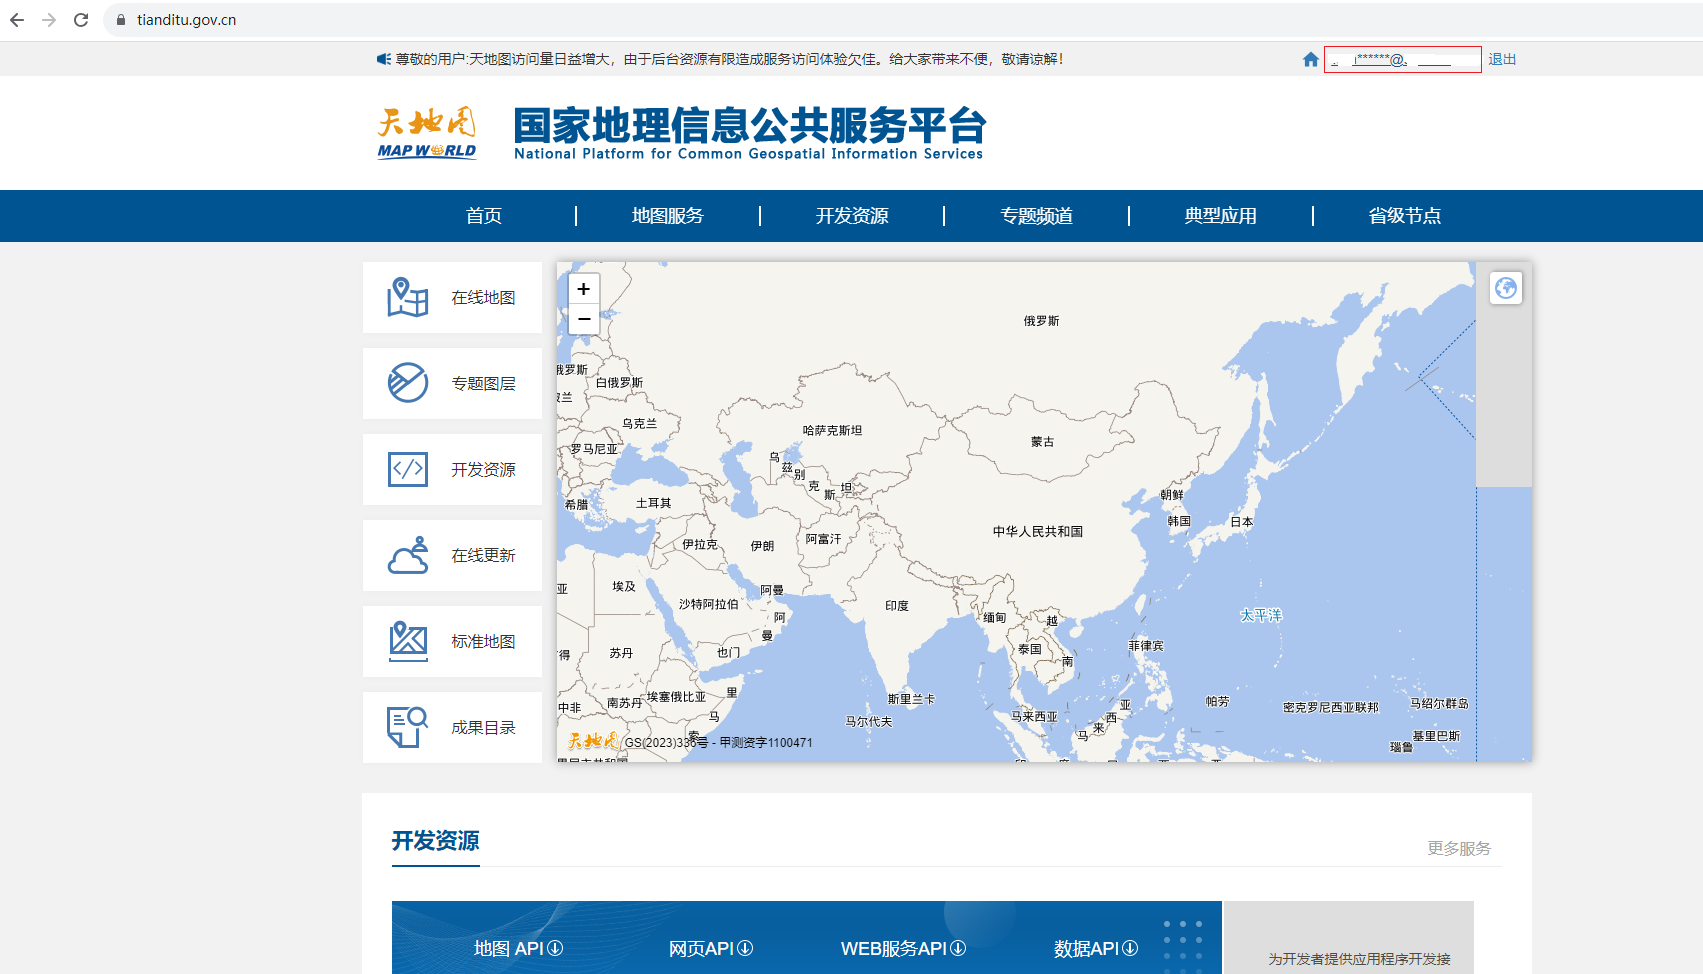 tianditu.gov.cn
尊敬的用户:天地图访问量日益增大，由于后台资源有限造成服务访问体验欠佳。给大家带来不便，敬请谅解！
退出
天地图
MAP WORLD
国家地理信息公共服务平台
National Platform for Common Geospatial Information Services
首页
地图服务
开发资源
专题频道
典型应用
省级节点
在线地图
专题图层
开发资源
在线更新
标准地图
成果目录
+
−
俄罗斯
俄罗斯
白俄罗斯
乌克兰
哈萨克斯坦
蒙古
罗马尼亚
乌兹别克斯坦
希腊
土耳其
朝鲜
韩国
日本
中华人民共和国
伊拉克
伊朗
阿富汗
埃及
阿曼
沙特阿拉伯
印度
阿曼
缅甸
越南
太平洋
泰国
菲律宾
苏丹
也门
埃塞俄比亚
南苏丹
中非
索马里
斯里兰卡
马尔代夫
马来西亚
马来西亚
帕劳
密克罗尼西亚联邦
马绍尔群岛
基里巴斯
瑙鲁
天地图 GS(2023)336号 - 甲测资字1100471
开发资源
更多服务
地图 API
网页API
WEB服务API
数据API
为开发者提供应用程序开发接